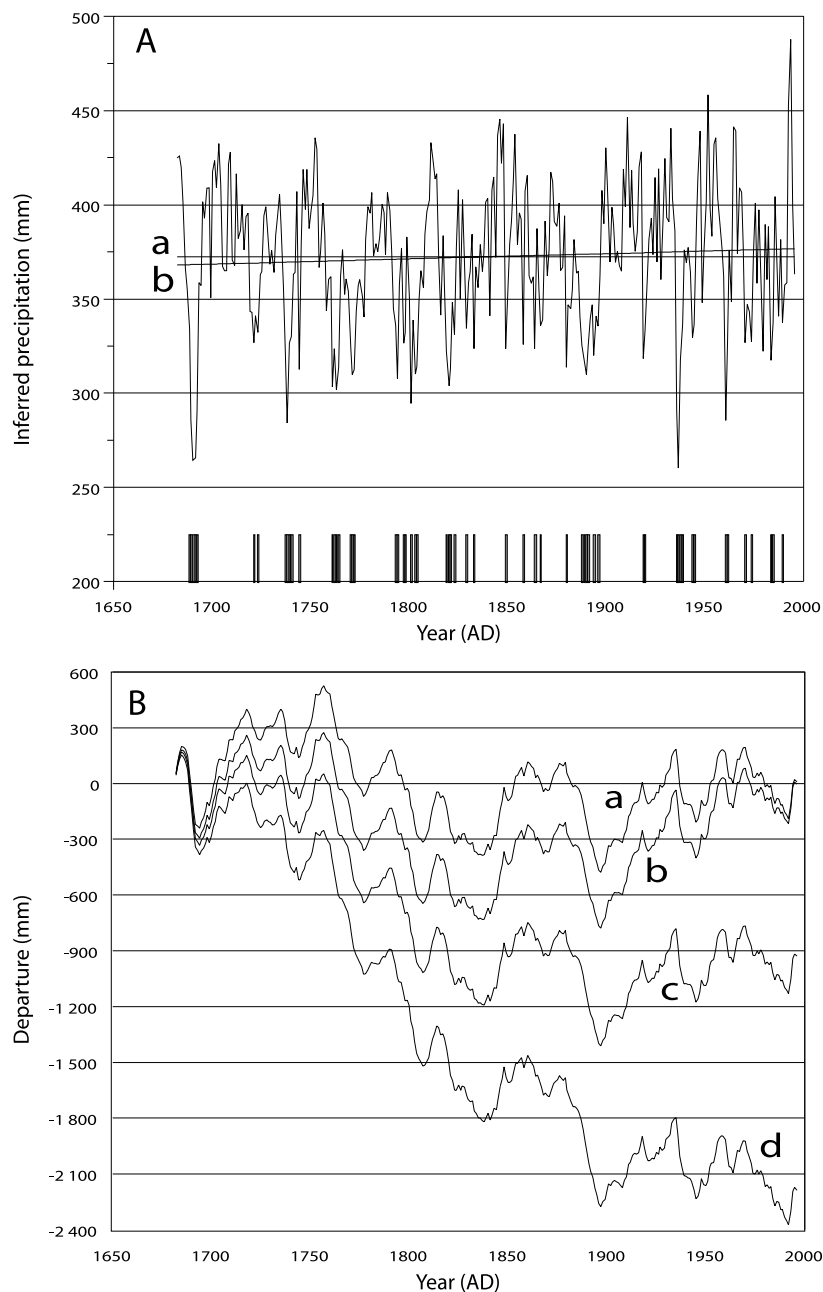 A
500
450
400
350
300
250
200
a
b
Inferred precipitation (mm)
1650 1700 1750 1800 1850 1900 1950 2000
Year (AD)
B
600
300
0
-300
-600
-900
-1 200
-1 500
-1 800
-2 100
-2 400
a
b
c
d
Departure (mm)
1650 1700 1750 1800 1850 1900 1950 2000
Year (AD)